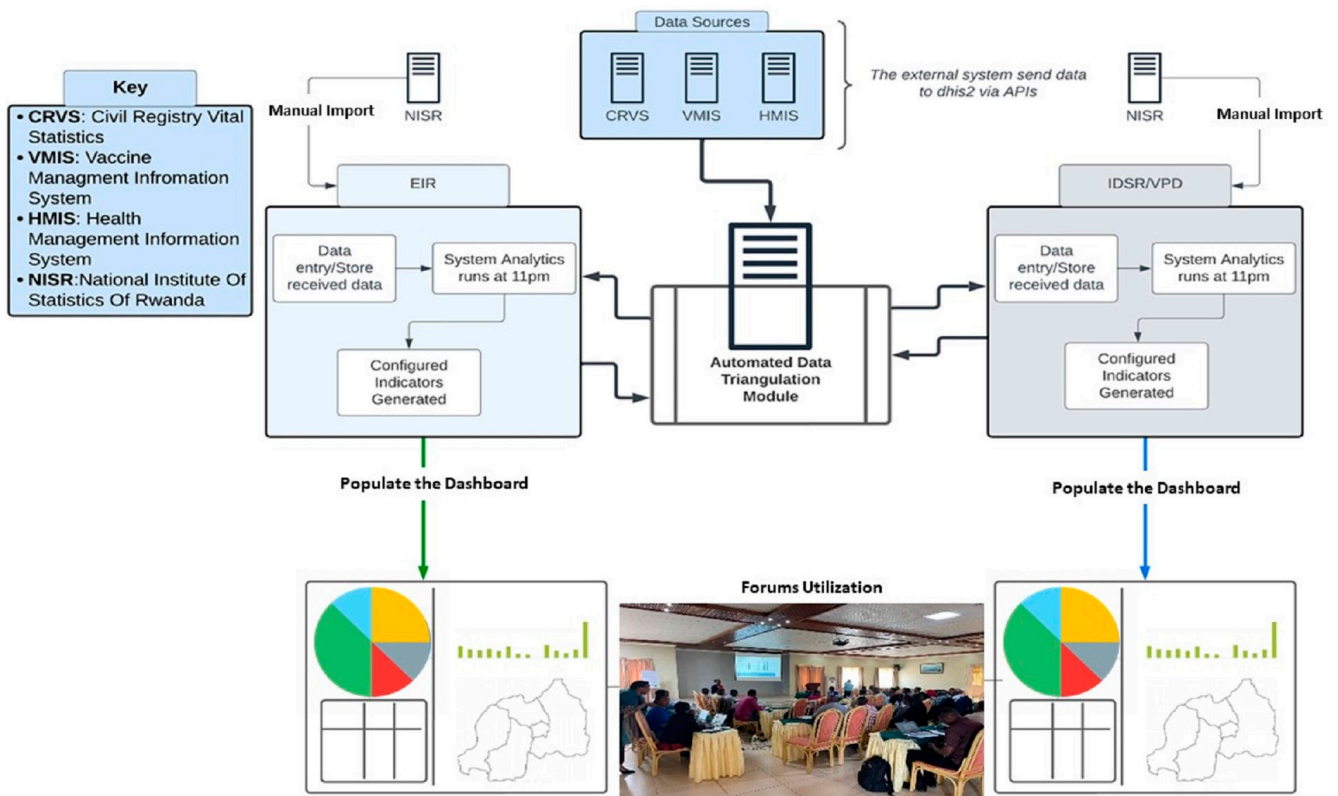 Data Sources
CRVS
VMIS
HMIS
The external system send data
to dhis2 via APIs
NISR
Manual Import
NISR
Manual Import
Key
• CRVS: Civil Registry Vital
Statistics
• VMIS: Vaccine
Managment Infromation
System
• HMIS: Health
Management Information
System
• NISR:National Institute Of
Statistics Of Rwanda
EIR
Data
entry/Store
received data
System Analytics
runs at 11pm
Configured
Indicators
Generated
Automated Data
Triangulation
Module
IDSR/VPD
Data
entry/Store
received data
System Analytics
runs at 11pm
Configured
Indicators
Generated
Populate the Dashboard
Populate the Dashboard
Forums Utilization